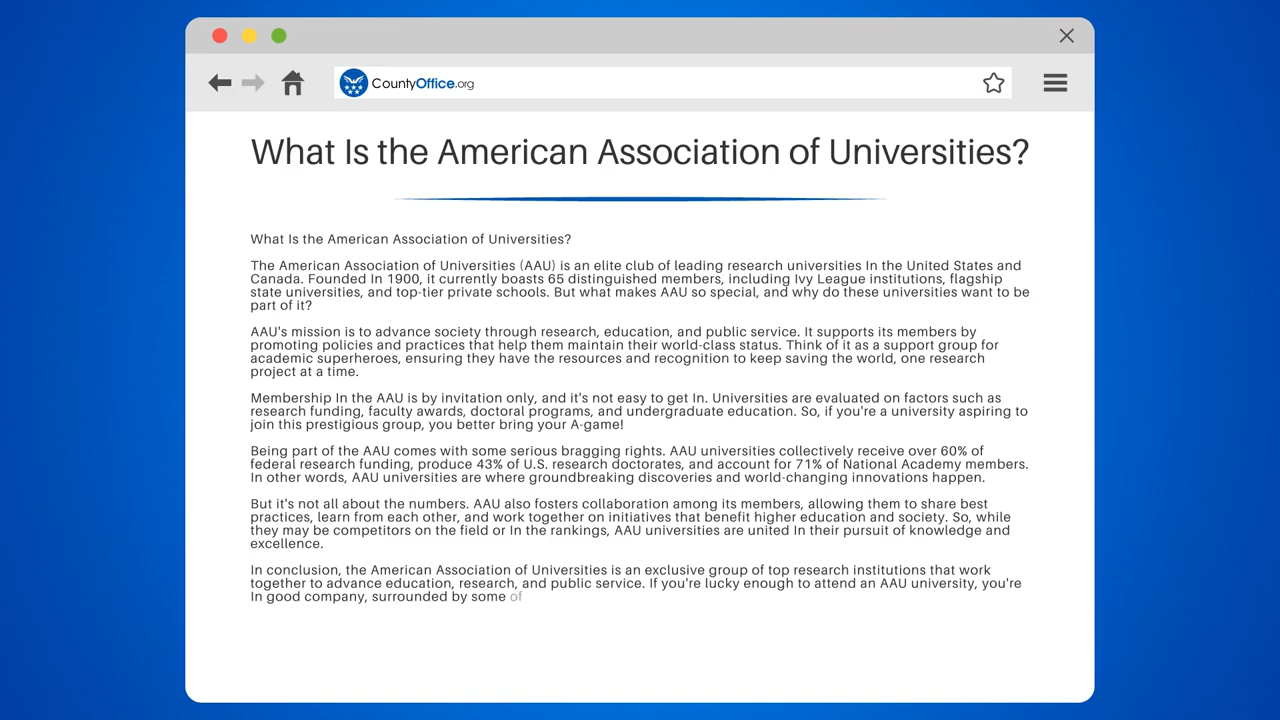 CountyOffice.org
What Is the American Association of Universities?
What Is the American Association of Universities?
The American Association of Universities (AAU) is an elite club of leading research universities In the United States and
Canada. Founded In 1900, it currently boasts 65 distinguished members, including Ivy League institutions, flagship
state universities, and top-tier private schools. But what makes AAU so special, and why do these universities want to be
part of it?
AAU's mission is to advance society through research, education, and public service. It supports its members by
promoting policies and practices that help them maintain their world-class status. Think of it as a support group for
academic superheroes, ensuring they have the resources and recognition to keep saving the world, one research
project at a time.
Membership In the AAU is by invitation only, and it's not easy to get In. Universities are evaluated on factors such as
research funding, faculty awards, doctoral programs, and undergraduate education. So, if you're a university aspiring to
join this prestigious group, you better bring your A-game!
Being part of the AAU comes with some serious bragging rights. AAU universities collectively receive over 60% of
federal research funding, produce 43% of U.S. research doctorates, and account for 71% of National Academy members.
In other words, AAU universities are where groundbreaking discoveries and world-changing innovations happen.
But it's not all about the numbers. AAU also fosters collaboration among its members, allowing them to share best
practices, learn from each other, and work together on initiatives that benefit higher education and society. So, while
they may be competitors on the field or In the rankings, AAU universities are united In their pursuit of knowledge and
excellence.
In conclusion, the American Association of Universities is an exclusive group of top research institutions that work
together to advance education, research, and public service. If you're lucky enough to attend an AAU university, you're
In good company, surrounded by some of